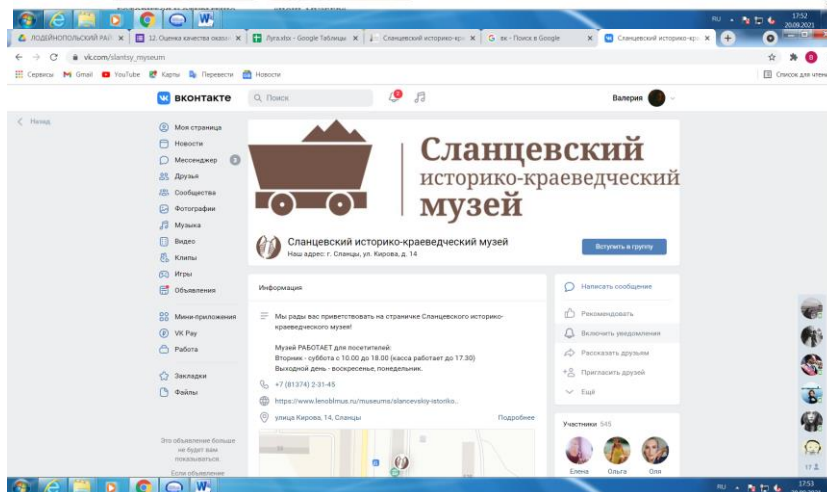 RU
17:52
20.09.2021
ЛОДЕЙНОПОЛЬСКИЙ РАЙ
12. Оценка качества оказа
Луга.xlsx - Google Таблицы
Сланцевский историко-кра
вк - Поиск в Google
Сланцевский историко-кра
vk.com/slantsy_myseum
Сервисы
Gmail
YouTube
Карты
Перевести
Новости
Список для чтен
вконтакте
Поиск
Валерия
Назад
Моя страница
Новости
Мессенджер
Друзья
Сообщества
Фотографии
Музыка
Видео
Клипы
Игры
Объявления
Мини-приложения
VK Pay
Работа
Закладки
Файлы
Это объявление больше
не будет вам
показываться.
Если объявление
Сланцевский
историко-краеведческий
музей
Сланцевский историко-краеведческий музей
Наш адрес: г. Сланцы, ул. Кирова, д. 14
Вступить в группу
Информация
Мы рады вас приветствовать на страничке Сланцевского историко-
краеведческого музея!
Музей РАБОТАЕТ для посетителей:
Вторник - суббота с 10.00 до 18.00 (касса работает до 17.30)
Выходной день - воскресенье, понедельник.
+7 (81374) 2-31-45
https://www.lenoblmus.ru/museums/slancevskiy-istoriko..
улица Кирова, 14, Сланцы
Подробнее
Написать сообщение
Рекомендовать
Включить уведомления
Рассказать друзьям
Пригласить друзей
Ещё
Участники 545
Елена
Ольга
Оля
17
RU
17:53